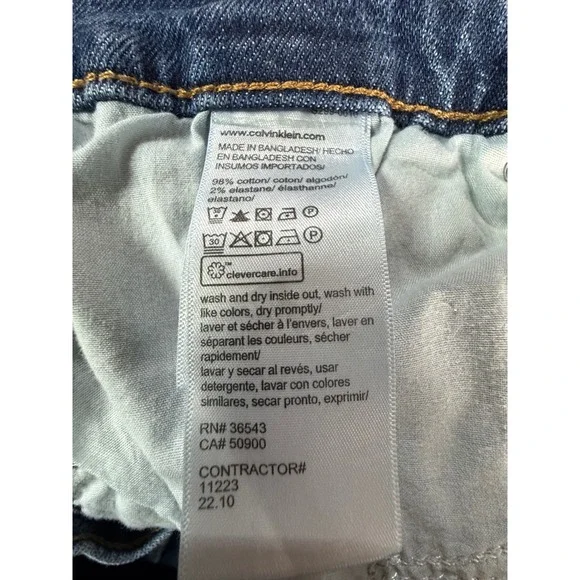 www.calvinklein.com
MADE IN BANGLADESH/ HECHO
EN BANGLADESH CON
INSUMOS IMPORTADOS/
98% cotton/ coton/ algodón/
2% elastane/ élasthanne/
elastano/
P
30 P
™
clevercare.info
wash and dry inside out, wash with
like colors, dry promptly/
laver et sécher à l'envers, laver en
séparant les couleurs, sécher
rapidement/
lavar y secar al revés, usar
detergente, lavar con colores
similares, secar pronto, exprimir/
RN# 36543
CA# 50900
CONTRACTOR#
11223
22.10